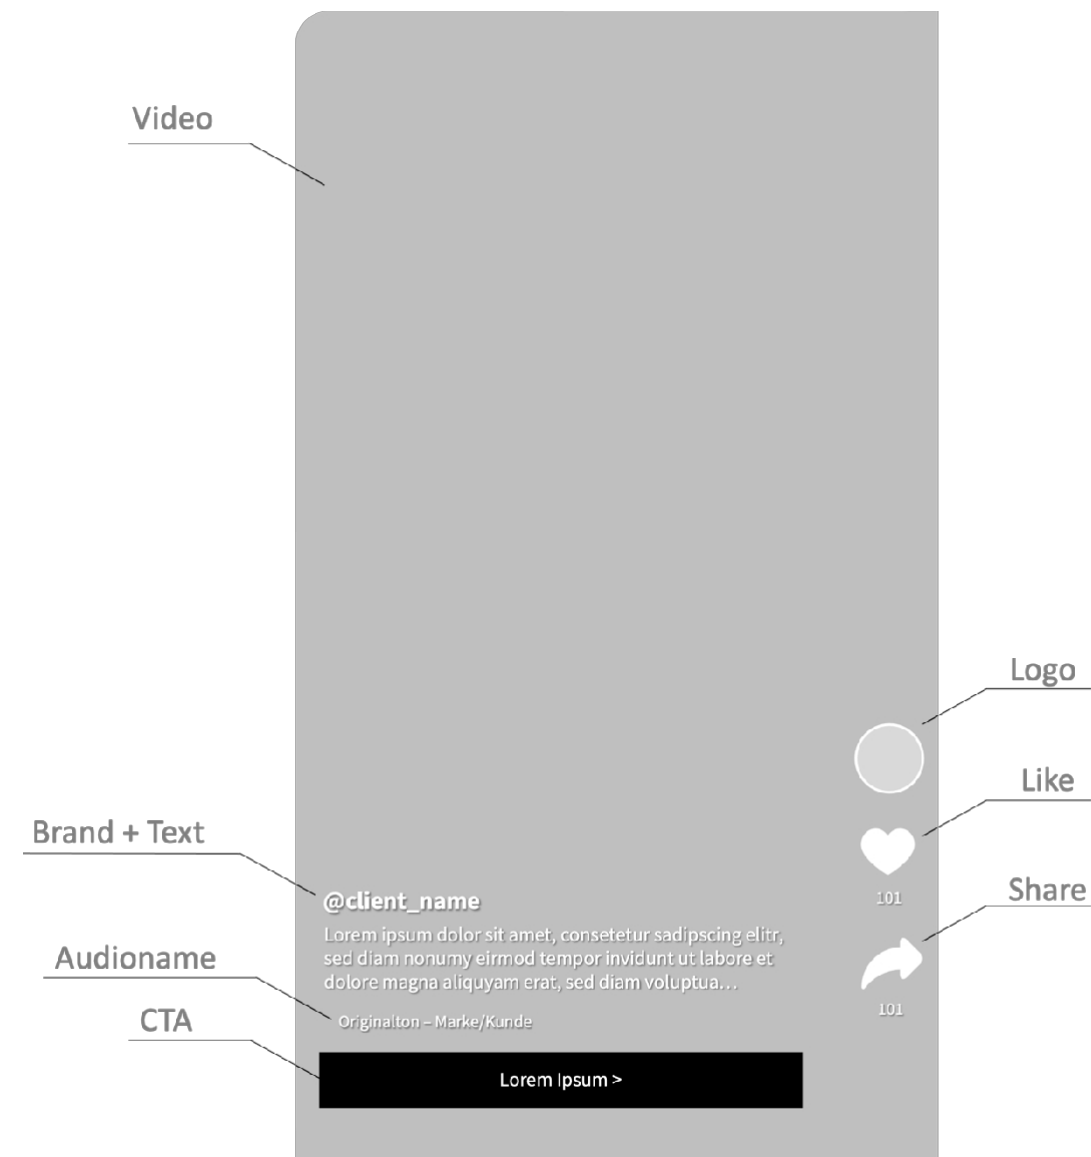 Video
Logo
Like
Brand + Text
Share
101
@client_name
Lorem ipsum dolor sit amet, consetetur sadipscing elitr,
sed diam nonumy eirmod tempor invidunt ut labore et
dolore magna aliquyam erat, sed diam voluptua…
Audioname
101
CTA
Originalton – Marke/Kunde
Lorem Ipsum >